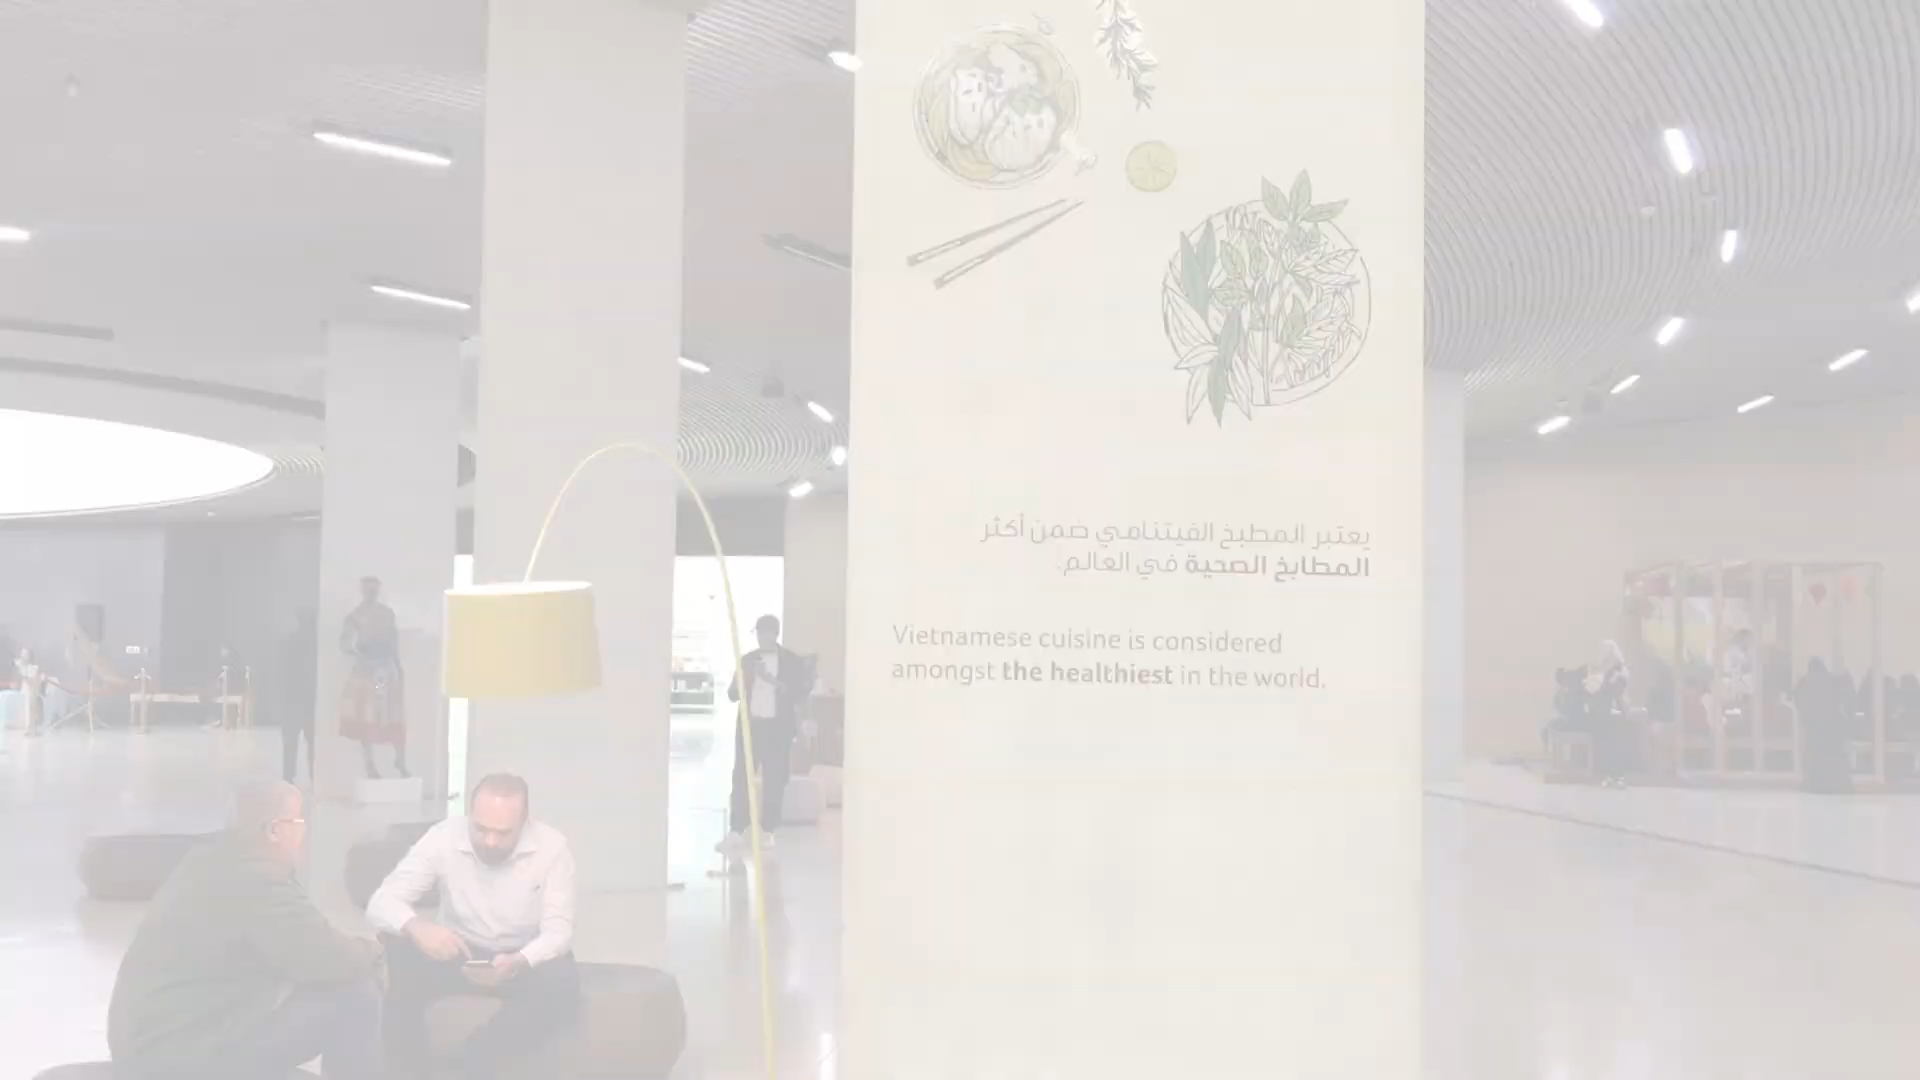 يعتبر المطبخ الفيتنامي ضمن أكثر
المطابخ الصحية في العالم.
Vietnamese cuisine is considered
amongst the healthiest in the world.